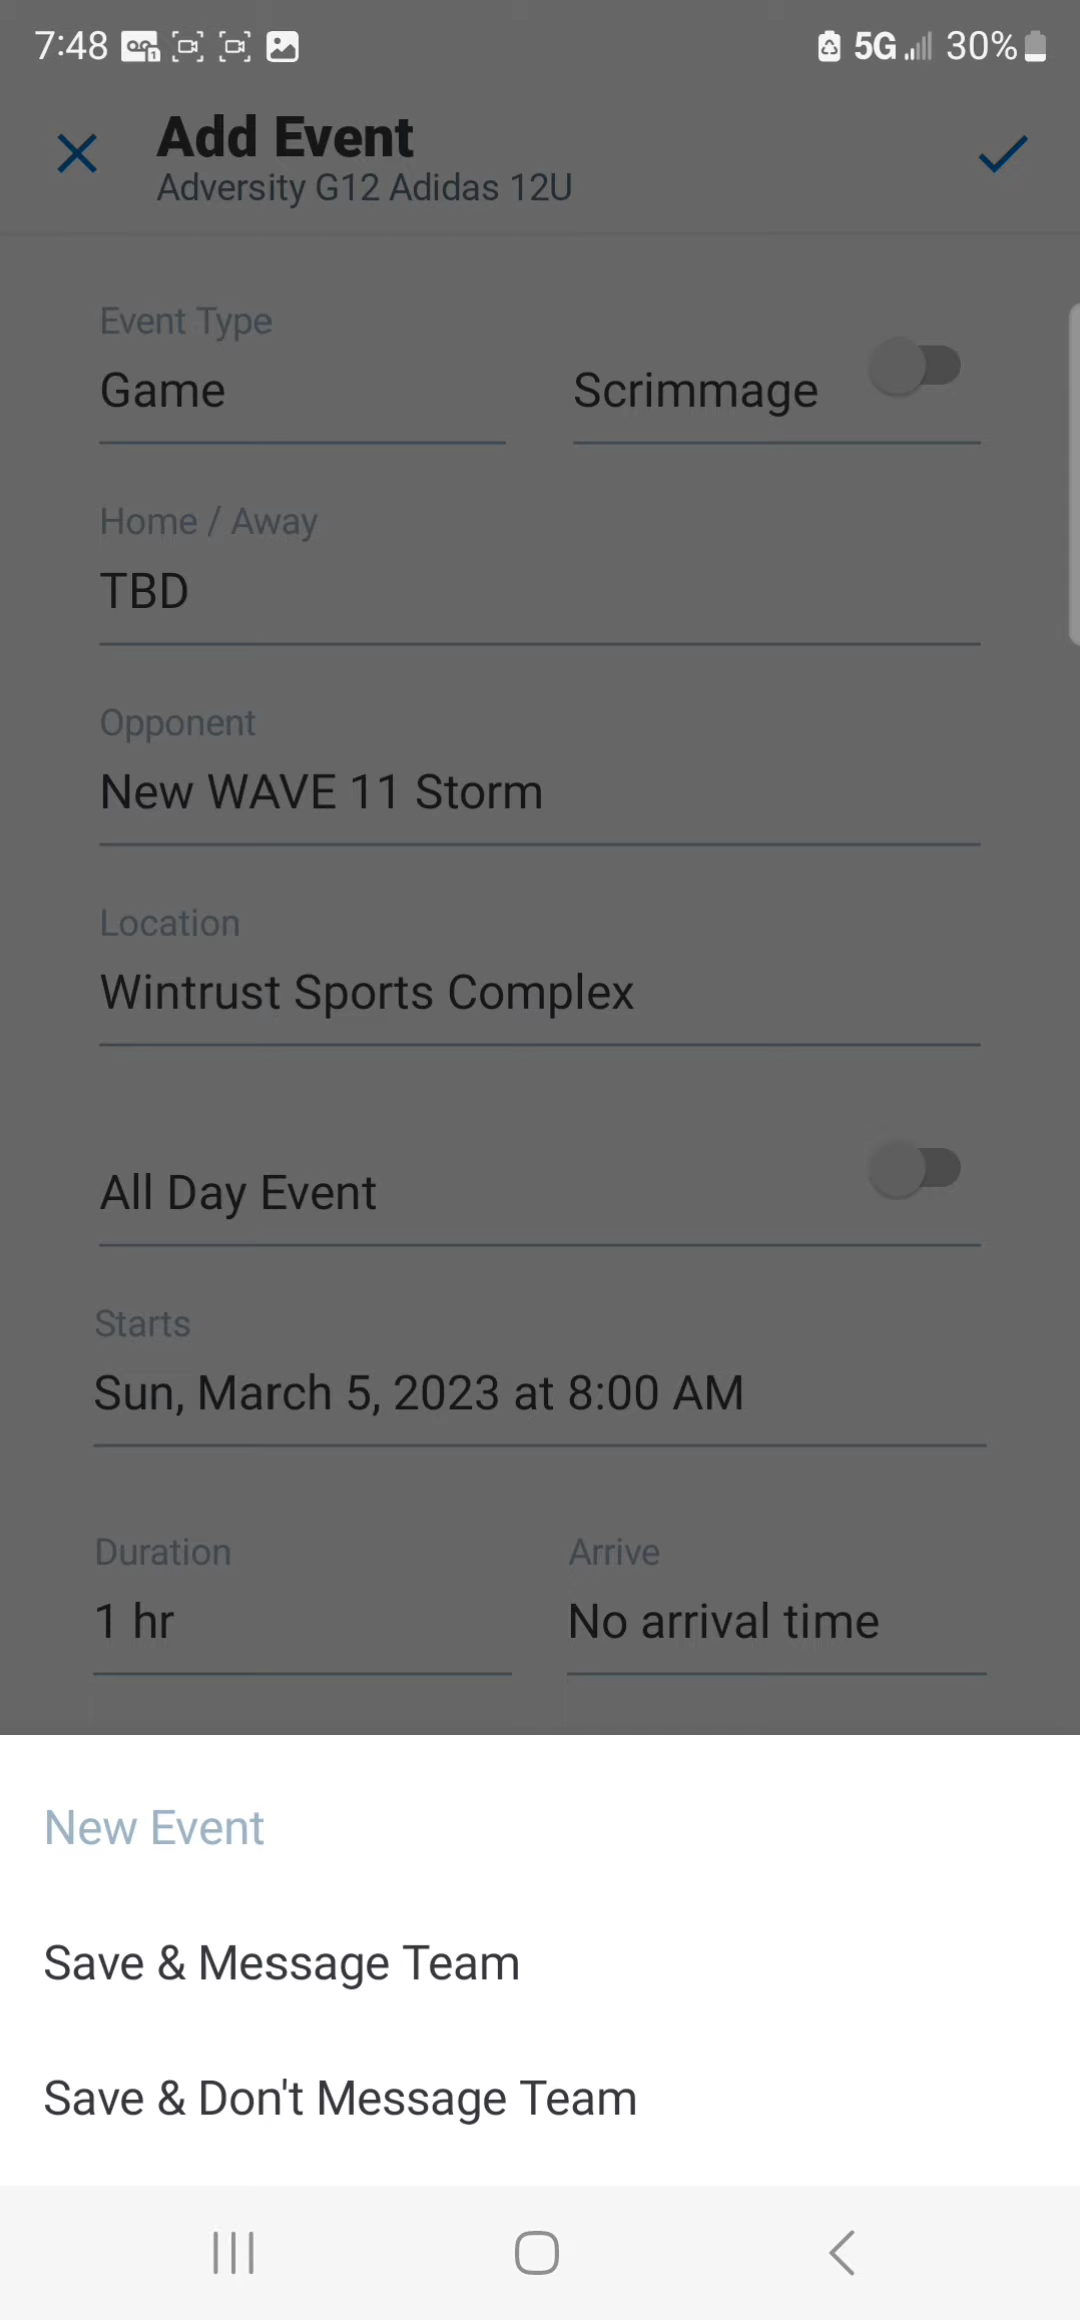 7:48 5G 30%
Add Event
Adversity G12 Adidas 12U
Event Type
Game Scrimmage
Home / Away
TBD
Opponent
New WAVE 11 Storm
Location
Wintrust Sports Complex
All Day Event
Starts
Sun, March 5, 2023 at 8:00 AM
Duration Arrive
1 hr No arrival time
New Event
Save & Message Team
Save & Don't Message Team